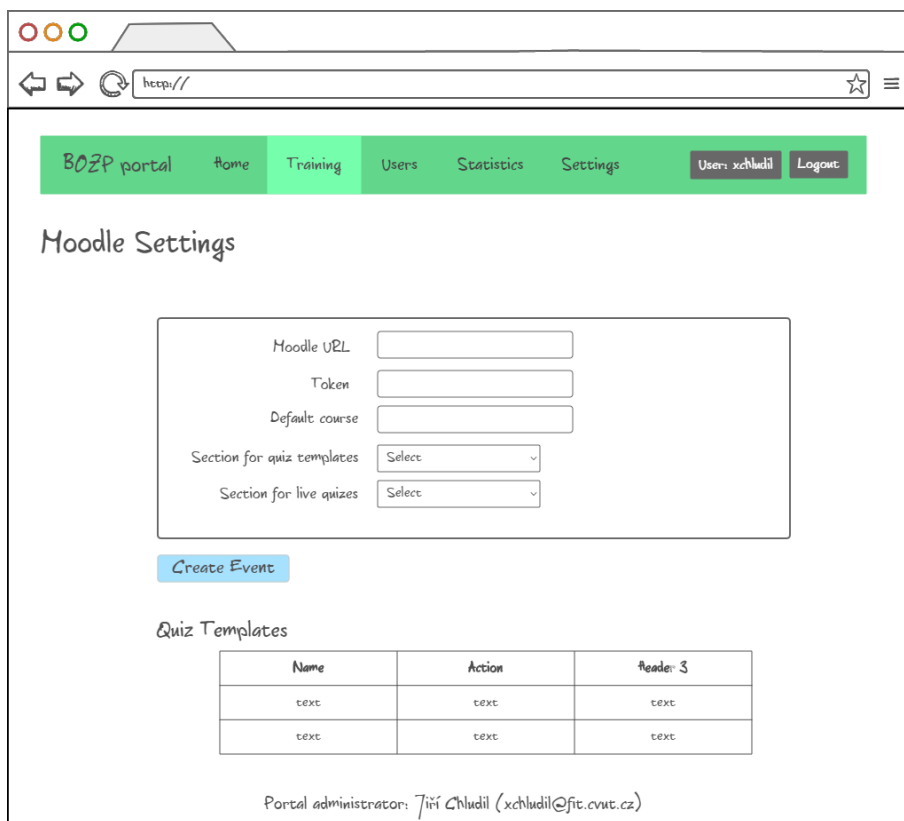 http://
BOZP portal Home Training Users Statistics Settings User: xchludil Logout
Moodle Settings
Moodle URL
Token
Default course
Section for quiz templates Select
Section for live quizes Select
Create Event
Quiz Templates
Name Action Header 3
text text text
text text text
Portal administrator: Jiří Chludil (xchludil@fit.cvut.cz)